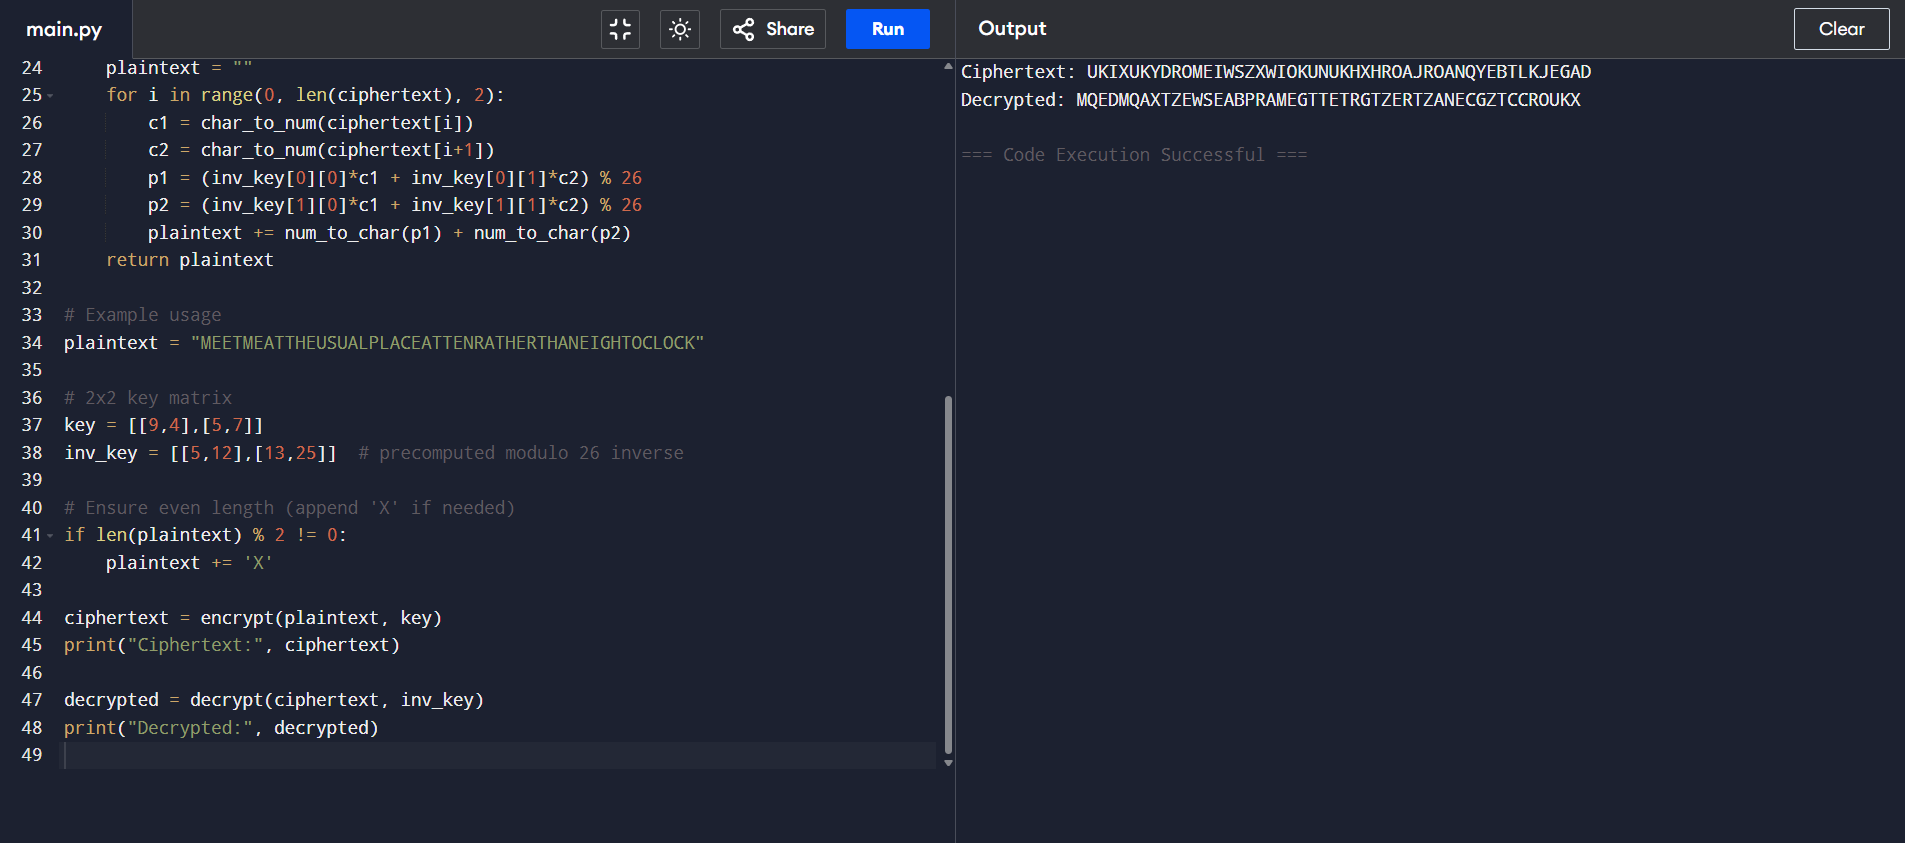 main.py
Share
Run
Output
Clear
24 plaintext = ""
25 for i in range(0, len(ciphertext), 2):
26 c1 = char_to_num(ciphertext[i])
27 c2 = char_to_num(ciphertext[i+1])
28 p1 = (inv_key[0][0]*c1 + inv_key[0][1]*c2) % 26
29 p2 = (inv_key[1][0]*c1 + inv_key[1][1]*c2) % 26
30 plaintext += num_to_char(p1) + num_to_char(p2)
31 return plaintext
32
33 # Example usage
34 plaintext = "MEETMEATTHEUSUALPLACEATTENRATHERTHANEIGHTOCLOCK"
35
36 # 2x2 key matrix
37 key = [[9,4],[5,7]]
38 inv_key = [[5,12],[13,25]]  # precomputed modulo 26 inverse
39
40 # Ensure even length (append 'X' if needed)
41 if len(plaintext) % 2 != 0:
42 plaintext += 'X'
43
44 ciphertext = encrypt(plaintext, key)
45 print("Ciphertext:", ciphertext)
46
47 decrypted = decrypt(ciphertext, inv_key)
48 print("Decrypted:", decrypted)
49
Ciphertext: UKIXUKYDROMEIWSZXWIOKUNUKHXHROAJROANQYEBTLKJEGAD
Decrypted: MQEDMQAXTZEWSEABPRAMEGTTETRGTZERTZANECGZTCCROUKX
=== Code Execution Successful ===